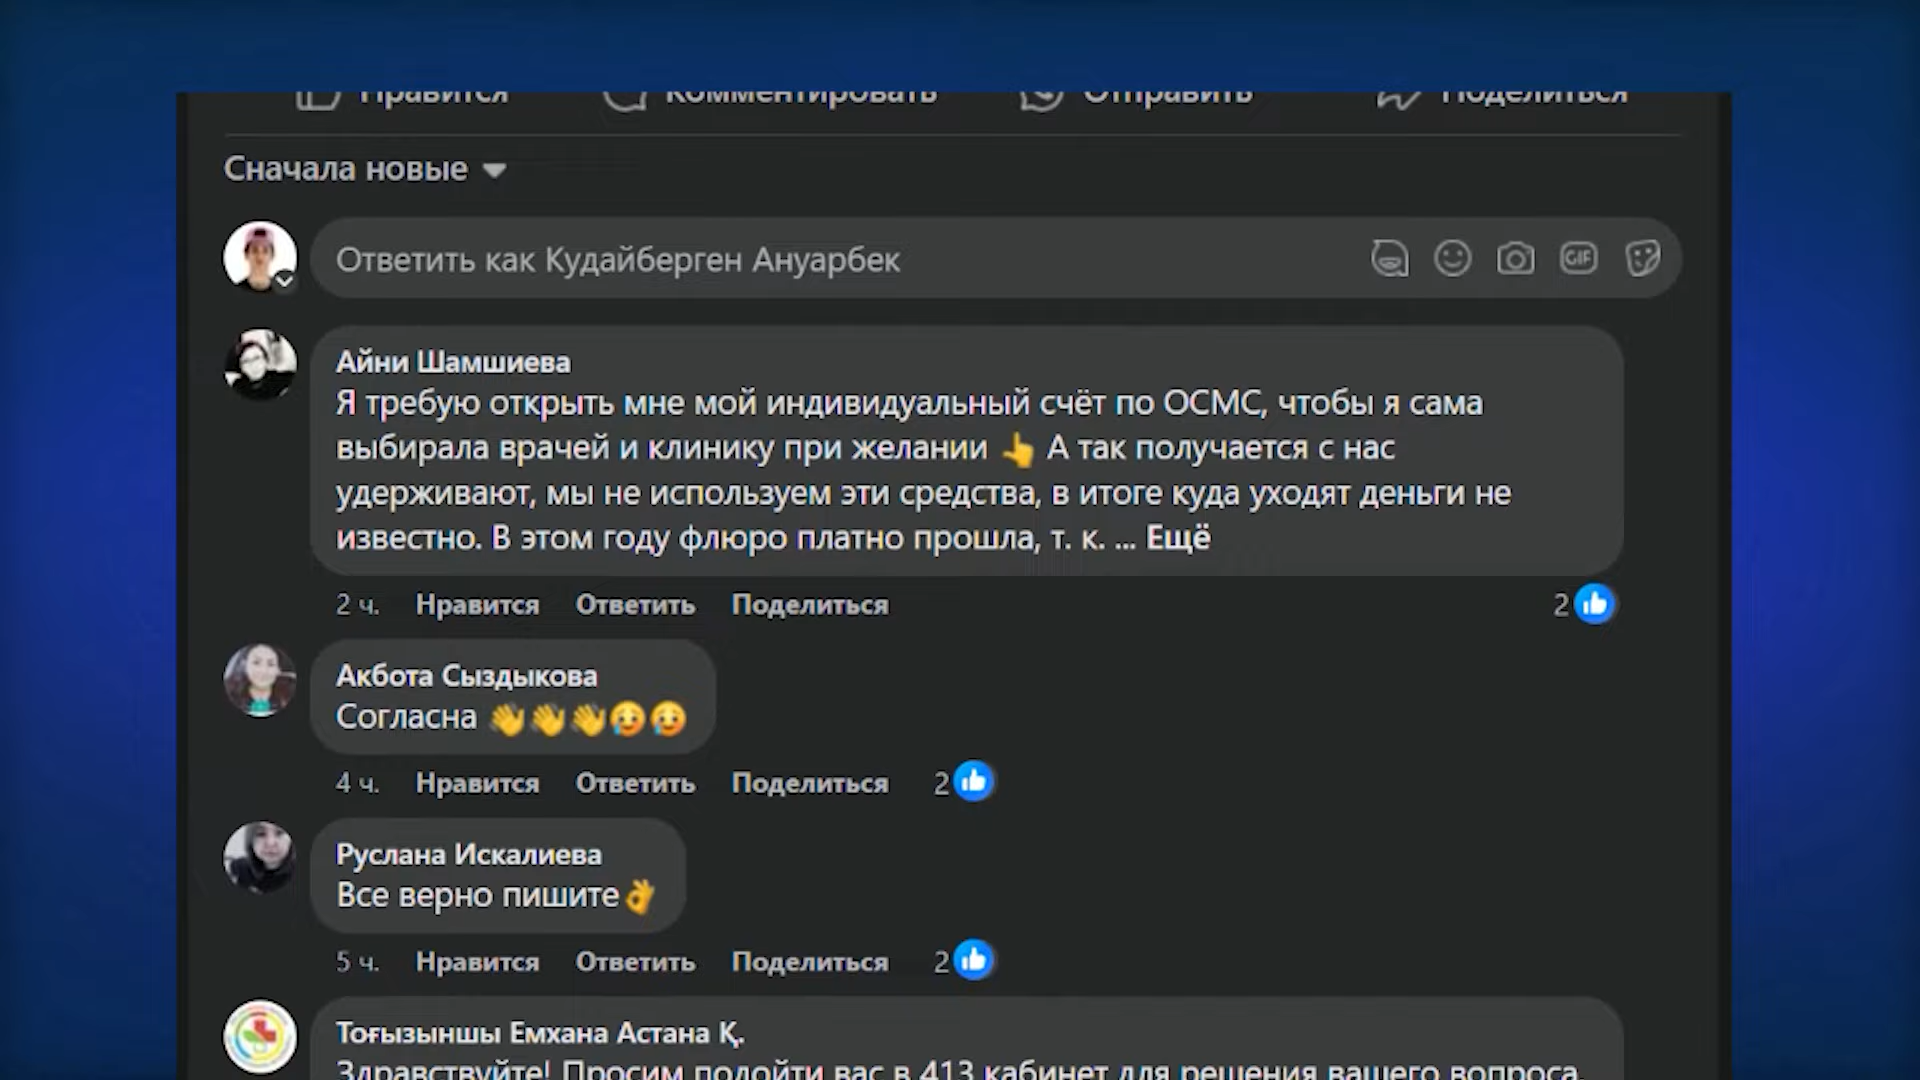 Нравится Комментировать Отправить Поделиться
Сначала новые
Ответить как Кудайберген Ануарбек
GIF
Айни Шамшиева
Я требую открыть мне мой индивидуальный счёт по ОСМС, чтобы я сама
выбирала врачей и клинику при желании 👆 А так получается с нас
удерживают, мы не используем эти средства, в итоге куда уходят деньги не
известно. В этом году флюро платно прошла, т. к. ... Ещё
2 ч. Нравится Ответить Поделиться 2
Акбота Сыздыкова
Согласна 👋👋👋😥😥
4 ч. Нравится Ответить Поделиться 2
Руслана Искалиева
Все верно пишите👌
5 ч. Нравится Ответить Поделиться 2
Тоғызыншы Емхана Астана Қ.
Здравствуйте! Просим подойти вас в 413 кабинет для решения вашего вопроса.